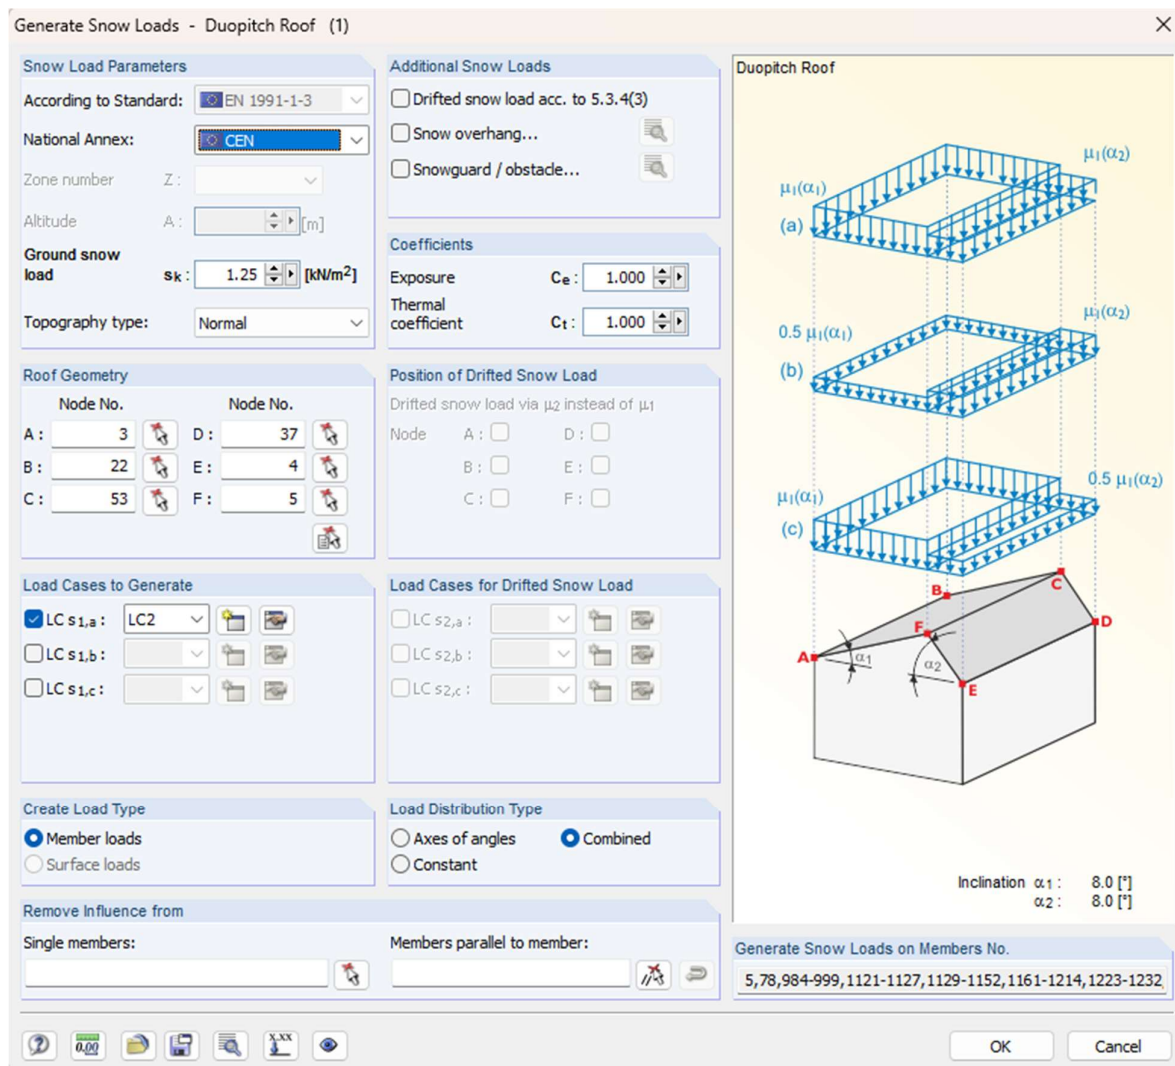 Generate Snow Loads - Duopitch Roof (1)
Snow Load Parameters
According to Standard: EN 1991-1-3
National Annex: CEN
Zone number Z :
Altitude A : [m]
Ground snow
load sk : 1.25 [kN/m2]
Topography type: Normal
Additional Snow Loads
Drifted snow load acc. to 5.3.4(3)
Snow overhang...
Snowguard / obstacle...
Coefficients
Exposure Ce : 1.000
Thermal
coefficient Ct : 1.000
Roof Geometry
Node No. Node No.
A : 3 D : 37
B : 22 E : 4
C : 53 F : 5
Position of Drifted Snow Load
Drifted snow load via μ2 instead of μ1
Node A : D :
B : E :
C : F :
Load Cases to Generate
LC s1,a : LC2
LC s1,b :
LC s1,c :
Load Cases for Drifted Snow Load
LC s2,a :
LC s2,b :
LC s2,c :
Create Load Type
Member loads
Surface loads
Load Distribution Type
Axes of angles Combined
Constant
Remove Influence from
Single members: Members parallel to member:
0.00 x.xx
Duopitch Roof
μ1(α2)
μ1(α1)
(a)
μ1(α2)
0.5 μ1(α1)
(b)
0.5 μ1(α2)
μ1(α1)
(c)
B C
F D
A α1 α2
E
Inclination α1 : 8.0 [°]
α2 : 8.0 [°]
Generate Snow Loads on Members No.
5,78,984-999,1121-1127,1129-1152,1161-1214,1223-1232,
OK Cancel